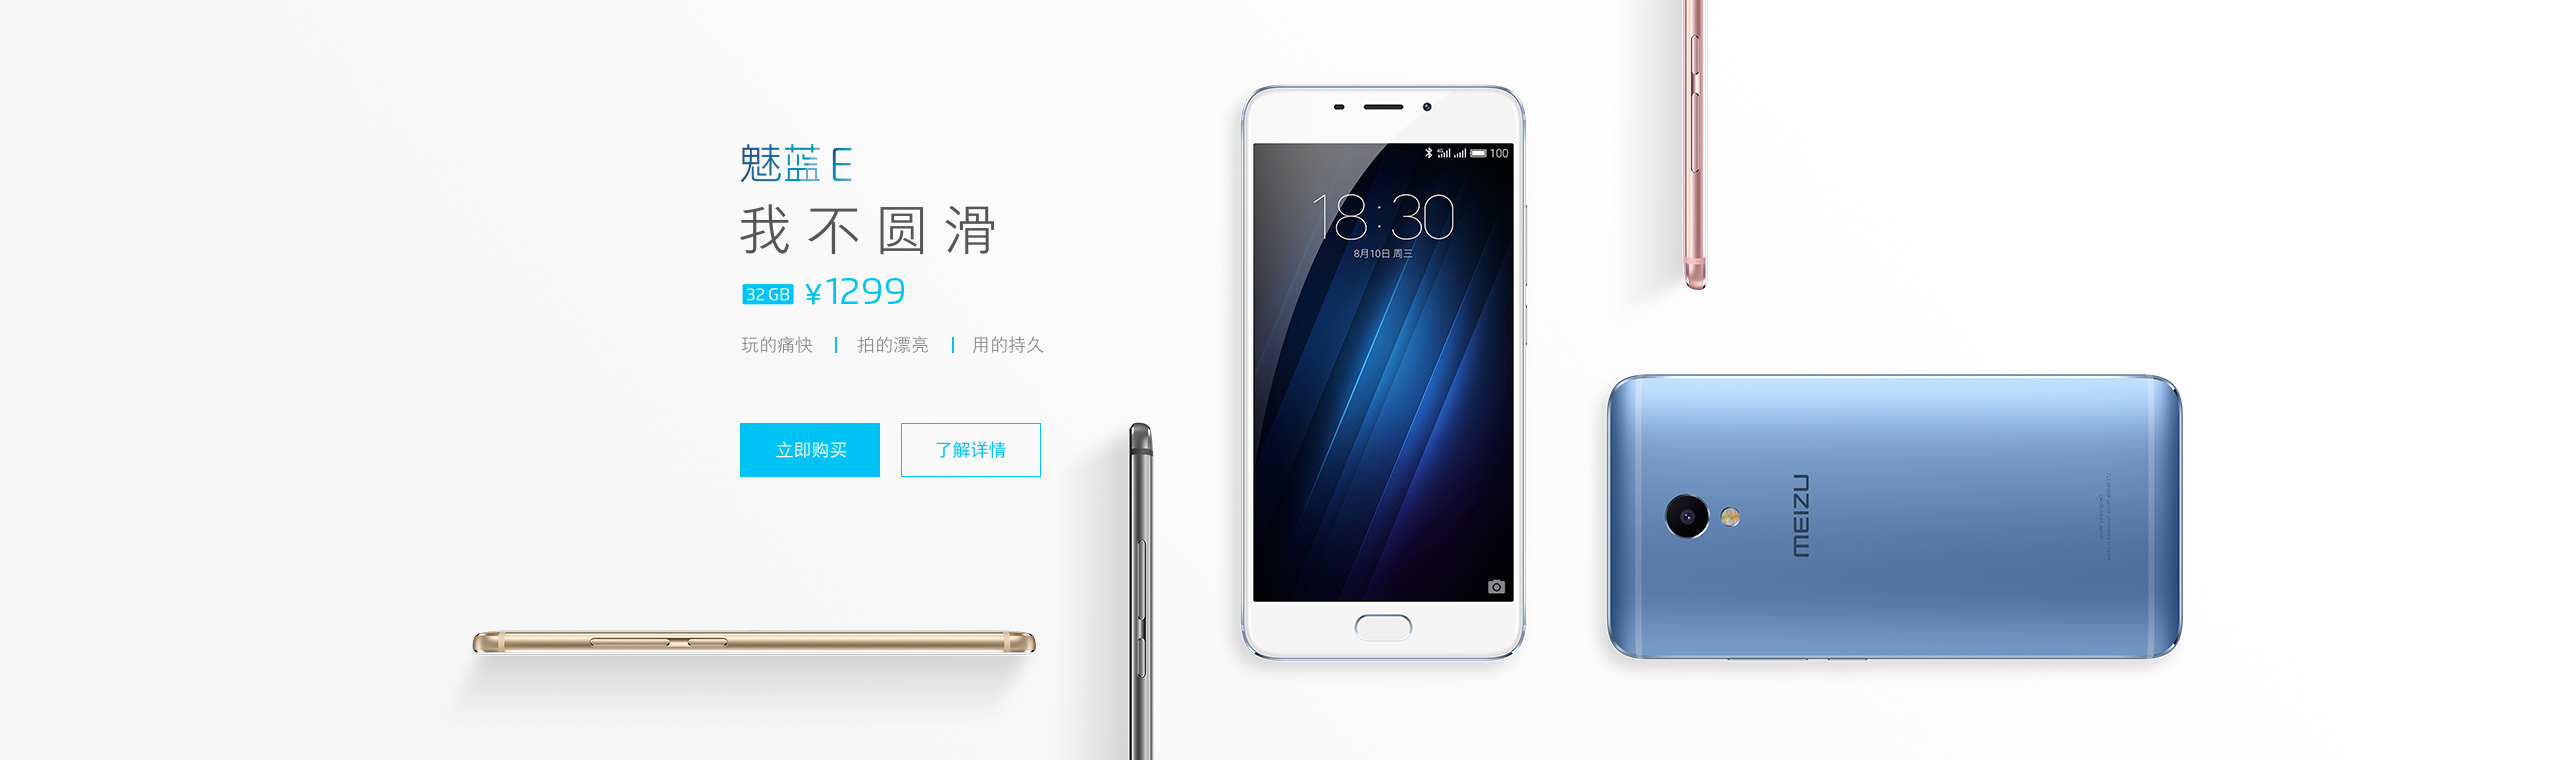 魅蓝 E
我不圆滑
32 GB ¥1299
玩的痛快 | 拍的漂亮 | 用的持久
立即购买 了解详情
100
18:30
8月10日 周三
MEIZU